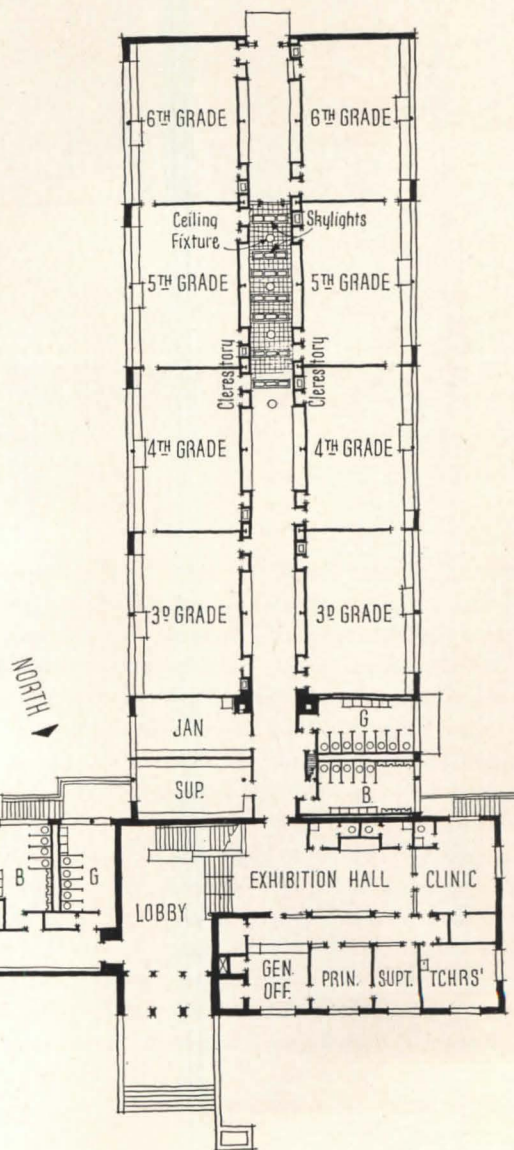 6TH GRADE
6TH GRADE
Ceiling
Fixture
Skylights
5TH GRADE
5TH GRADE
Clerestory
Clerestory
4TH GRADE
4TH GRADE
3D GRADE
3D GRADE
NORTH
JAN
G
SUP.
B.
B
G
LOBBY
EXHIBITION HALL
CLINIC
GEN.
OFF.
PRIN.
SUPT.
TCHRS'